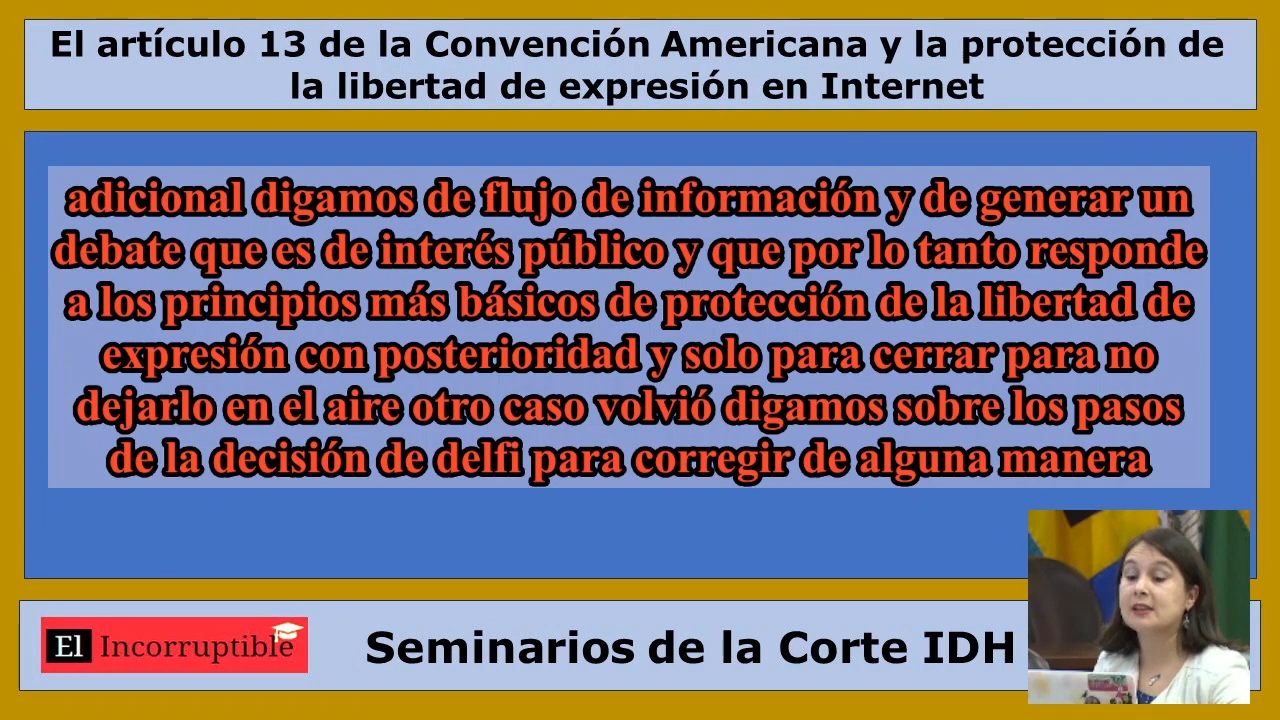 El artículo 13 de la Convención Americana y la protección de
la libertad de expresión en Internet
adicional digamos de flujo de información y de generar un
debate que es de interés público y que por lo tanto responde
a los principios más básicos de protección de la libertad de
expresión con posterioridad y solo para cerrar para no
dejarlo en el aire otro caso volvió digamos sobre los pasos
de la decisión de delfi para corregir de alguna manera
El Incorruptible
Seminarios de la Corte IDH